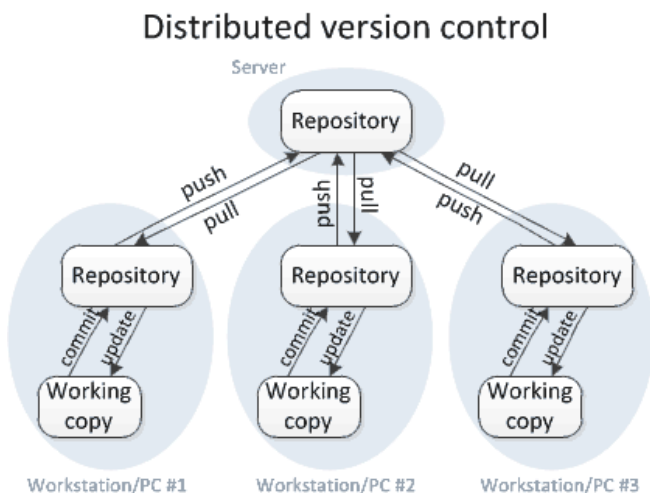 Distributed version control
Server
Repository
push
pull
push
pull
pull
push
Repository
Repository
Repository
commit
update
commit
update
commit
update
Working
copy
Working
copy
Working
copy
Workstation/PC #1
Workstation/PC #2
Workstation/PC #3